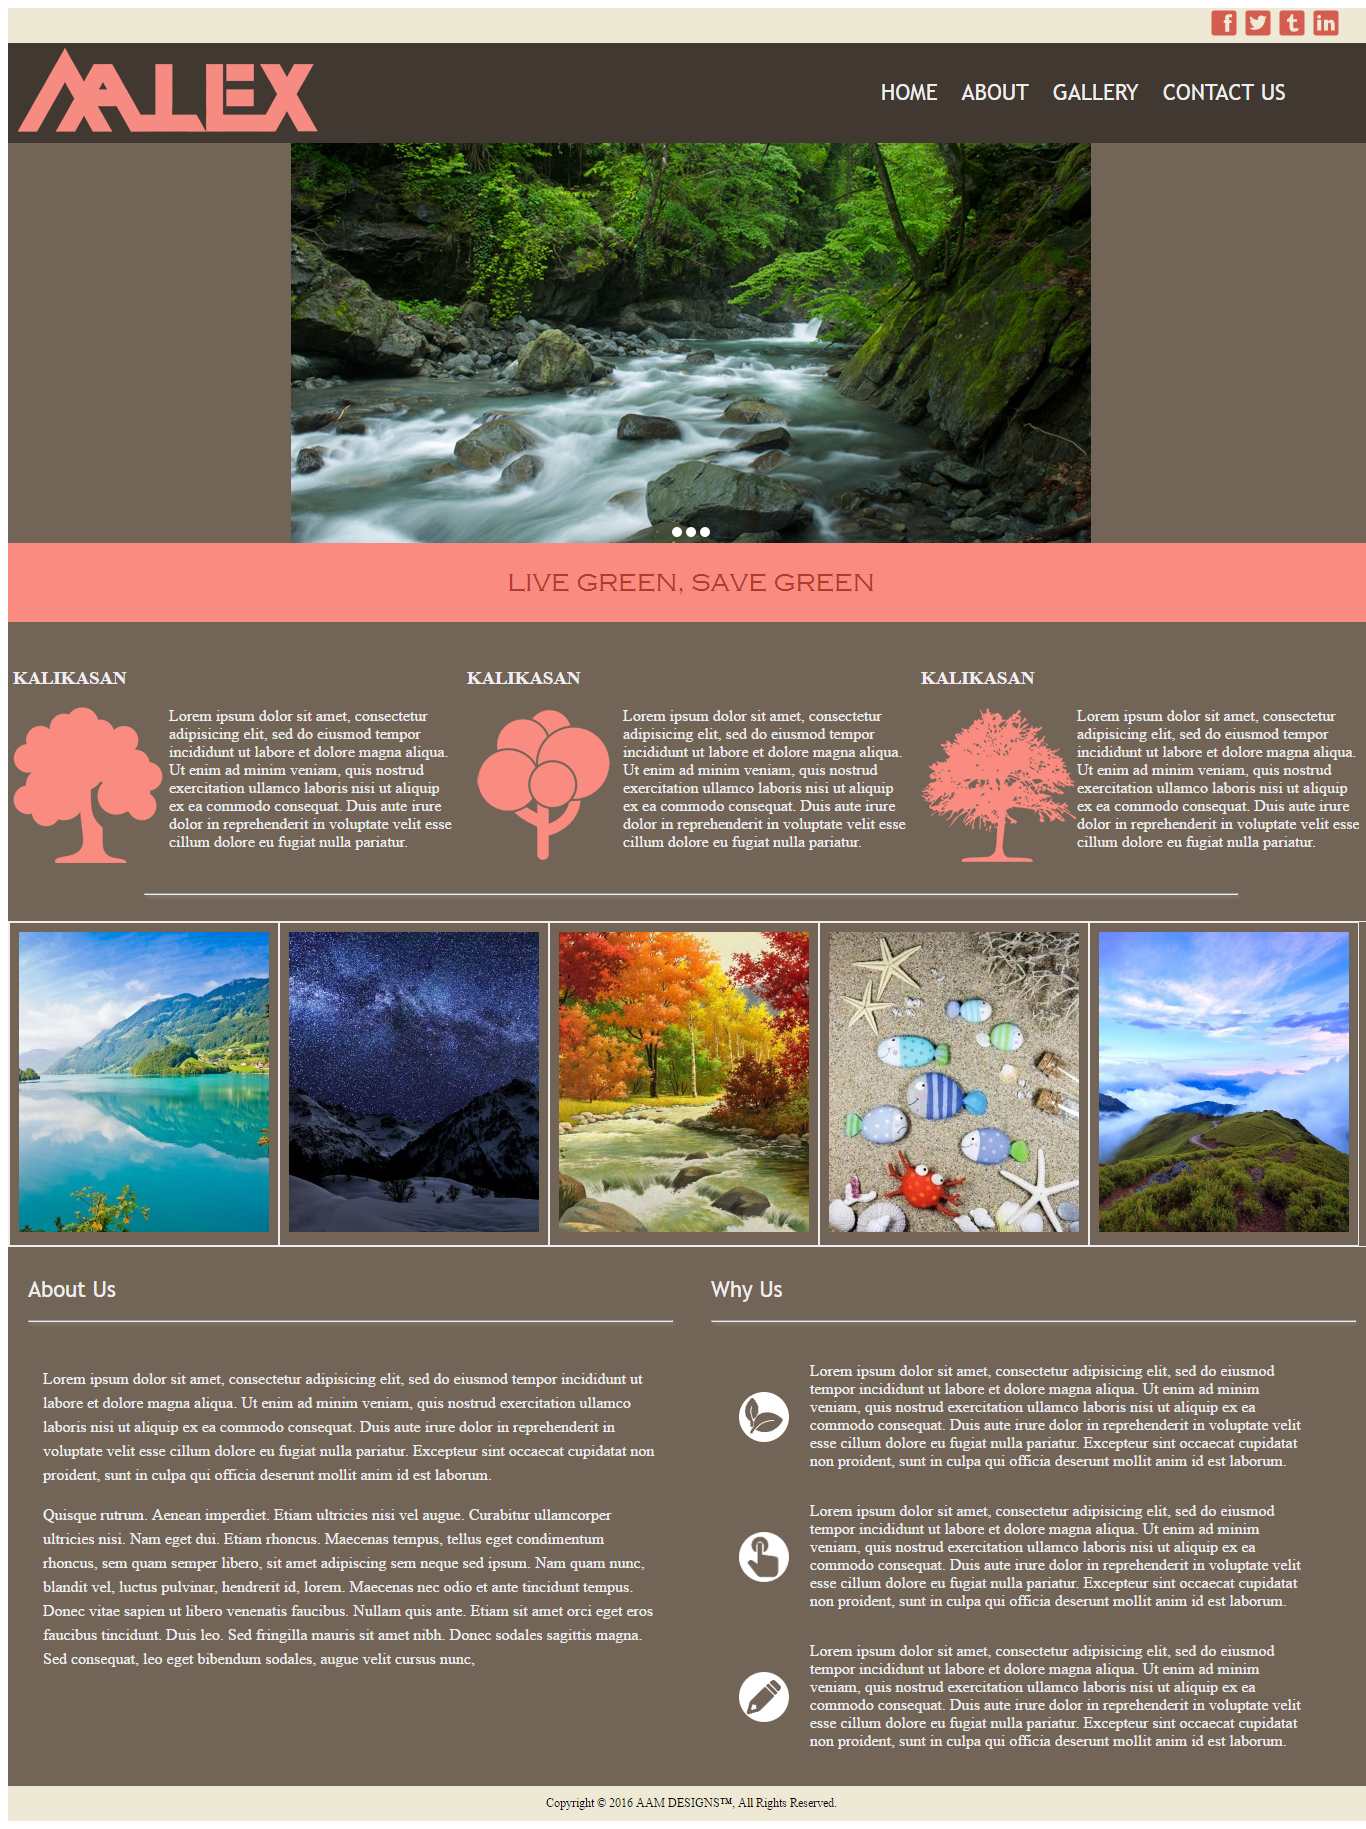 AALEX
HOME ABOUT GALLERY CONTACT US
LIVE GREEN, SAVE GREEN
KALIKASAN
Lorem ipsum dolor sit amet, consectetur
adipisicing elit, sed do eiusmod tempor
incididunt ut labore et dolore magna aliqua.
Ut enim ad minim veniam, quis nostrud
exercitation ullamco laboris nisi ut aliquip
ex ea commodo consequat. Duis aute irure
dolor in reprehenderit in voluptate velit esse
cillum dolore eu fugiat nulla pariatur.
KALIKASAN
Lorem ipsum dolor sit amet, consectetur
adipisicing elit, sed do eiusmod tempor
incididunt ut labore et dolore magna aliqua.
Ut enim ad minim veniam, quis nostrud
exercitation ullamco laboris nisi ut aliquip
ex ea commodo consequat. Duis aute irure
dolor in reprehenderit in voluptate velit esse
cillum dolore eu fugiat nulla pariatur.
KALIKASAN
Lorem ipsum dolor sit amet, consectetur
adipisicing elit, sed do eiusmod tempor
incididunt ut labore et dolore magna aliqua.
Ut enim ad minim veniam, quis nostrud
exercitation ullamco laboris nisi ut aliquip
ex ea commodo consequat. Duis aute irure
dolor in reprehenderit in voluptate velit esse
cillum dolore eu fugiat nulla pariatur.
About Us
Lorem ipsum dolor sit amet, consectetur adipisicing elit, sed do eiusmod tempor incididunt ut
labore et dolore magna aliqua. Ut enim ad minim veniam, quis nostrud exercitation ullamco
laboris nisi ut aliquip ex ea commodo consequat. Duis aute irure dolor in reprehenderit in
voluptate velit esse cillum dolore eu fugiat nulla pariatur. Excepteur sint occaecat cupidatat non
proident, sunt in culpa qui officia deserunt mollit anim id est laborum.
Quisque rutrum. Aenean imperdiet. Etiam ultricies nisi vel augue. Curabitur ullamcorper
ultricies nisi. Nam eget dui. Etiam rhoncus. Maecenas tempus, tellus eget condimentum
rhoncus, sem quam semper libero, sit amet adipiscing sem neque sed ipsum. Nam quam nunc,
blandit vel, luctus pulvinar, hendrerit id, lorem. Maecenas nec odio et ante tincidunt tempus.
Donec vitae sapien ut libero venenatis faucibus. Nullam quis ante. Etiam sit amet orci eget eros
faucibus tincidunt. Duis leo. Sed fringilla mauris sit amet nibh. Donec sodales sagittis magna.
Sed consequat, leo eget bibendum sodales, augue velit cursus nunc,
Why Us
Lorem ipsum dolor sit amet, consectetur adipisicing elit, sed do eiusmod
tempor incididunt ut labore et dolore magna aliqua. Ut enim ad minim
veniam, quis nostrud exercitation ullamco laboris nisi ut aliquip ex ea
commodo consequat. Duis aute irure dolor in reprehenderit in voluptate velit
esse cillum dolore eu fugiat nulla pariatur. Excepteur sint occaecat cupidatat
non proident, sunt in culpa qui officia deserunt mollit anim id est laborum.
Lorem ipsum dolor sit amet, consectetur adipisicing elit, sed do eiusmod
tempor incididunt ut labore et dolore magna aliqua. Ut enim ad minim
veniam, quis nostrud exercitation ullamco laboris nisi ut aliquip ex ea
commodo consequat. Duis aute irure dolor in reprehenderit in voluptate velit
esse cillum dolore eu fugiat nulla pariatur. Excepteur sint occaecat cupidatat
non proident, sunt in culpa qui officia deserunt mollit anim id est laborum.
Lorem ipsum dolor sit amet, consectetur adipisicing elit, sed do eiusmod
tempor incididunt ut labore et dolore magna aliqua. Ut enim ad minim
veniam, quis nostrud exercitation ullamco laboris nisi ut aliquip ex ea
commodo consequat. Duis aute irure dolor in reprehenderit in voluptate velit
esse cillum dolore eu fugiat nulla pariatur. Excepteur sint occaecat cupidatat
non proident, sunt in culpa qui officia deserunt mollit anim id est laborum.
Copyright © 2016 AAM DESIGNS™, All Rights Reserved.